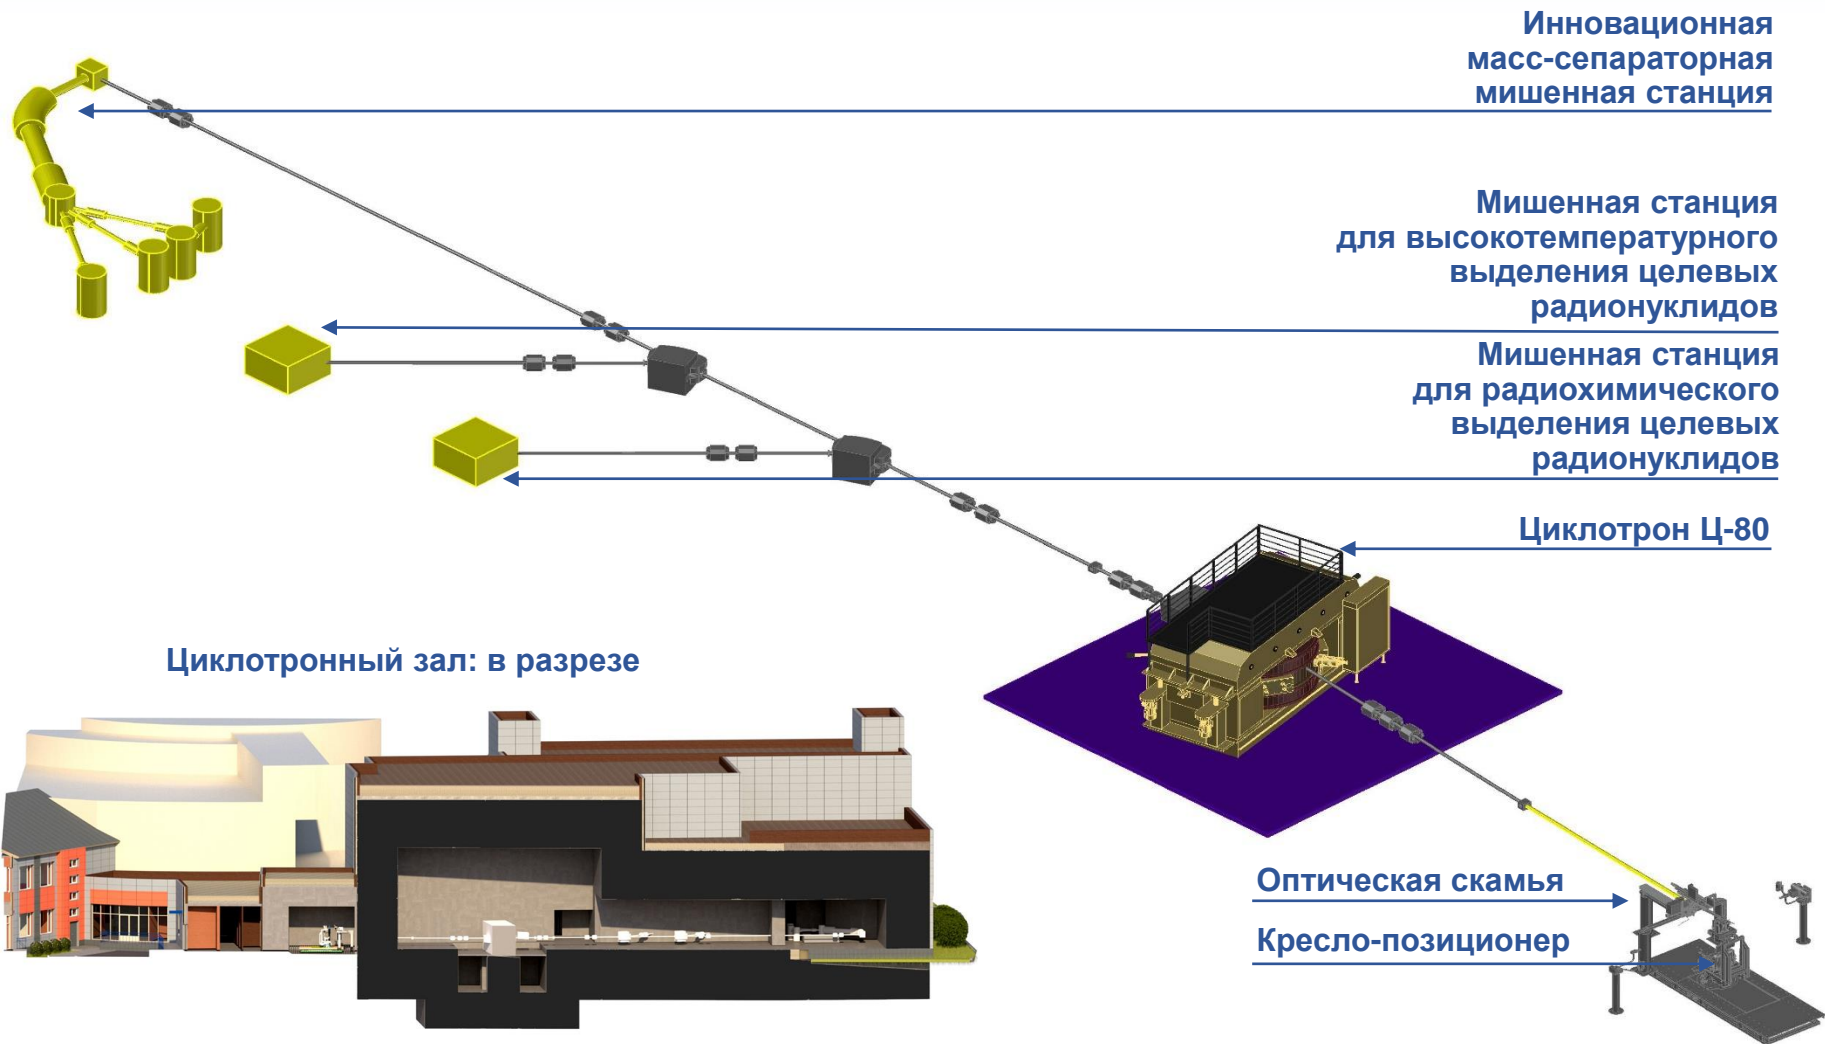 Инновационная
масс-сепараторная
мишенная станция
Мишенная станция
для высокотемпературного
выделения целевых
радионуклидов
Мишенная станция
для радиохимического
выделения целевых
радионуклидов
Циклотрон Ц-80
Циклотронный зал: в разрезе
Оптическая скамья
Кресло-позиционер